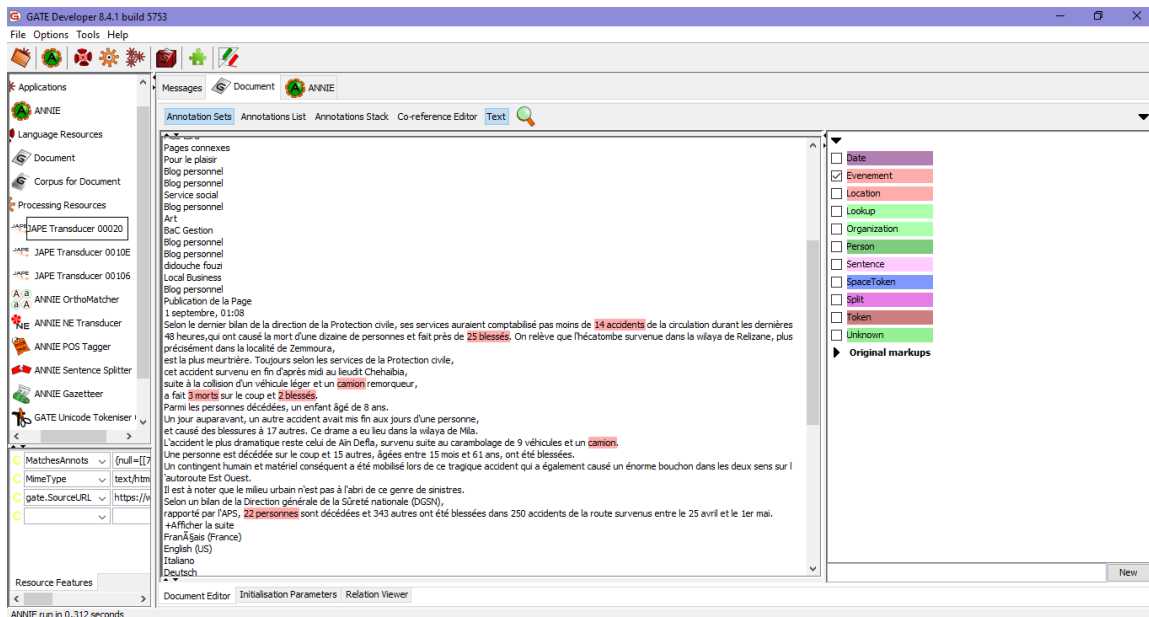 GATE Developer 8.4.1 build 5753
File Options Tools Help
Applications
ANNIE
Language Resources
Document
Corpus for Document
Processing Resources
JAPE Transducer 00020
JAPE Transducer 0010E
JAPE Transducer 00106
ANNIE OrthoMatcher
ANNIE NE Transducer
ANNIE POS Tagger
ANNIE Sentence Splitter
ANNIE Gazetteer
GATE Unicode Tokeniser
MatchesAnnots {null=[[7
MimeType text/htm
gate.SourceURL https://w
Resource Features
Messages Document ANNIE
Annotation Sets Annotations List Annotations Stack Co-reference Editor Text
Pages connexes
Pour le plaisir
Blog personnel
Blog personnel
Service social
Blog personnel
Art
BaC Gestion
Blog personnel
Blog personnel
didouche fouzi
Local Business
Blog personnel
Publication de la Page
1 septembre, 01:08
Selon le dernier bilan de la direction de la Protection civile, ses services auraient comptabilisé pas moins de 14 accidents de la circulation durant les dernières
48 heures,qui ont causé la mort d'une dizaine de personnes et fait près de 25 blessés. On relève que l'hécatombe survenue dans la wilaya de Relizane, plus
précisément dans la localité de Zemmoura,
est la plus meurtrière. Toujours selon les services de la Protection civile,
cet accident survenu en fin d'après midi au lieudit Chehaibia,
suite à la collision d'un véhicule léger et un camion remorqueur,
a fait 3 morts sur le coup et 2 blessés.
Parmi les personnes décédées, un enfant âgé de 8 ans.
Un jour auparavant, un autre accident avait mis fin aux jours d'une personne,
et causé des blessures à 17 autres. Ce drame a eu lieu dans la wilaya de Mila.
L'accident le plus dramatique reste celui de Aïn Defla, survenu suite au carambolage de 9 véhicules et un camion.
Une personne est décédée sur le coup et 15 autres, âgées entre 15 mois et 61 ans, ont été blessées.
Un contingent humain et matériel conséquent a été mobilisé lors de ce tragique accident qui a également causé un énorme bouchon dans les deux sens sur l
'autoroute Est Ouest.
Il est à noter que le milieu urbain n'est pas à l'abri de ce genre de sinistres.
Selon un bilan de la Direction générale de la Sûreté nationale (DGSN),
rapporté par l'APS, 22 personnes sont décédées et 343 autres ont été blessées dans 250 accidents de la route survenus entre le 25 avril et le 1er mai.
+Afficher la suite
FranÃ§ais (France)
English (US)
Italiano
Deutsch
Document Editor Initialisation Parameters Relation Viewer
Date
Evenement
Location
Lookup
Organization
Person
Sentence
SpaceToken
Split
Token
Unknown
Original markups
New
ANNIE run in 0.312 seconds